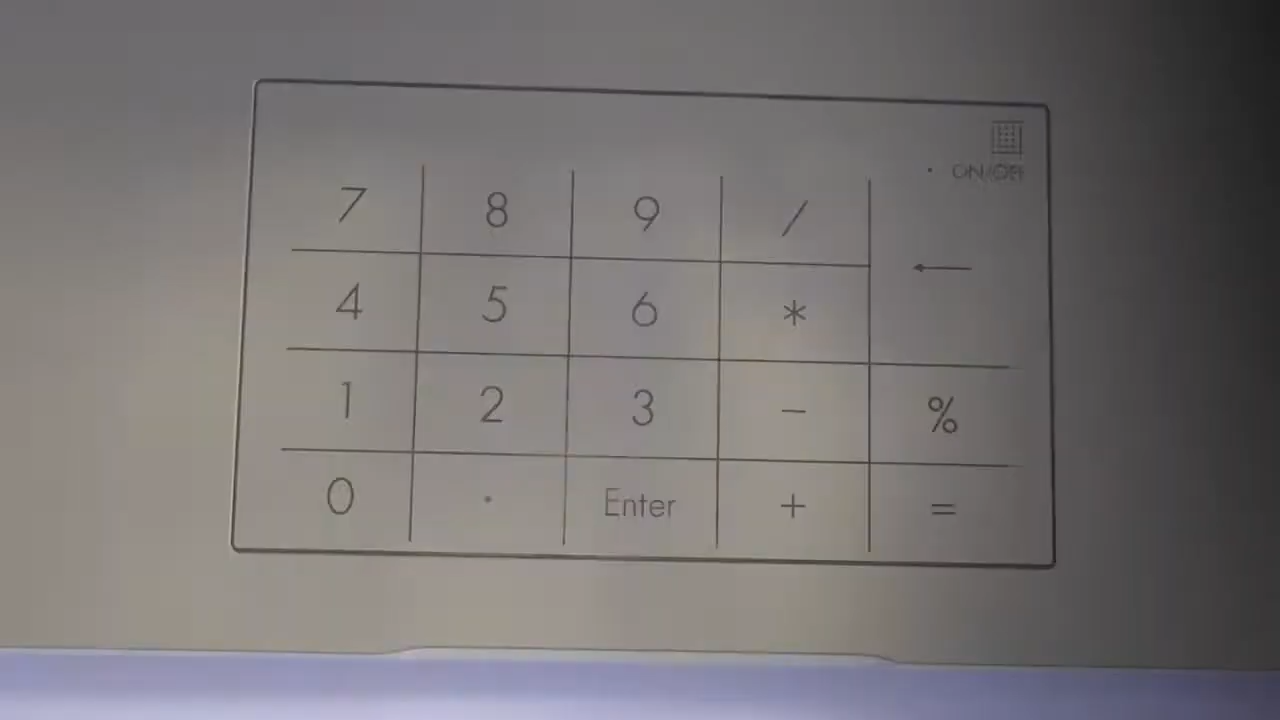 ON/OFF
7 8 9 / ←
4 5 6 *
1 2 3 - %
0 . Enter + =